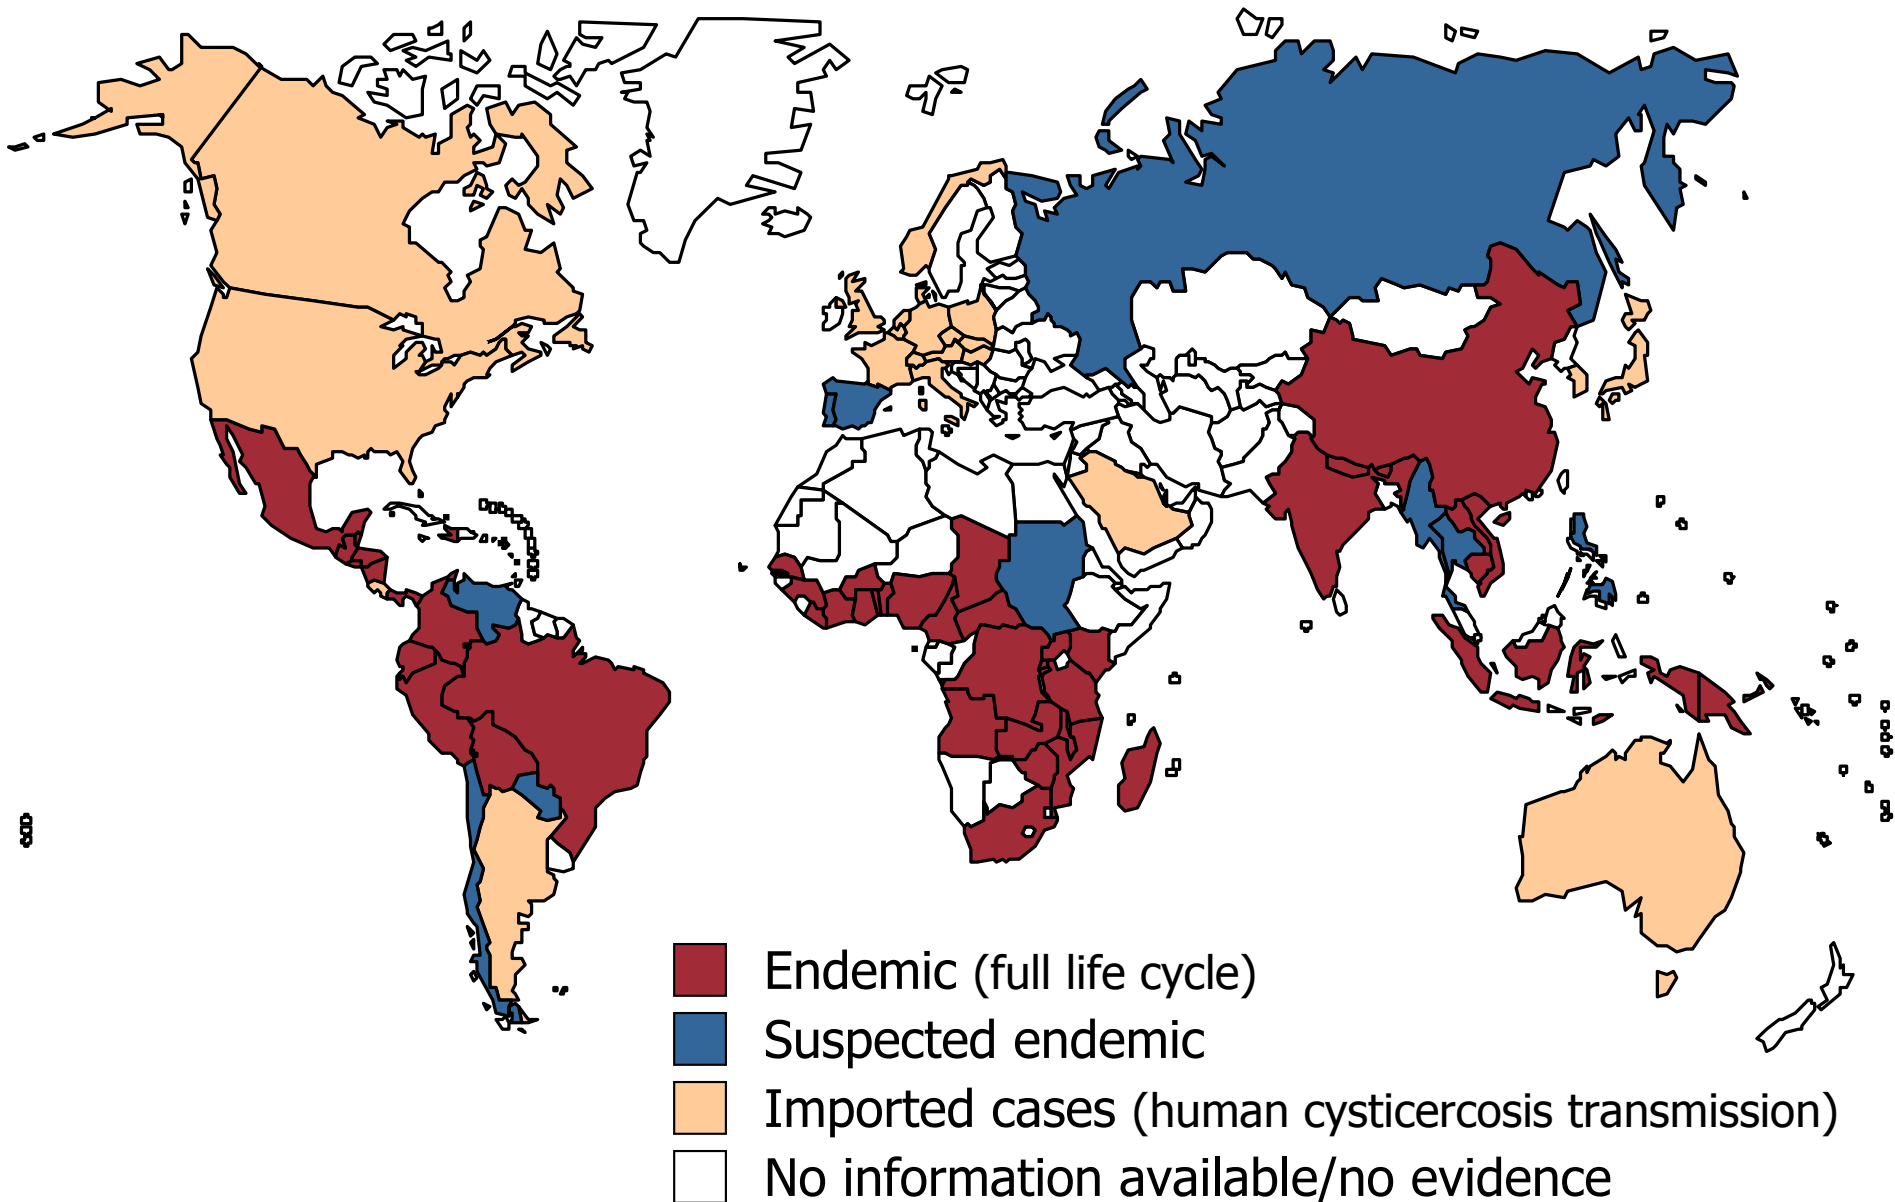 Endemic (full life cycle)
Suspected endemic
Imported cases (human cysticercosis transmission)
No information available/no evidence